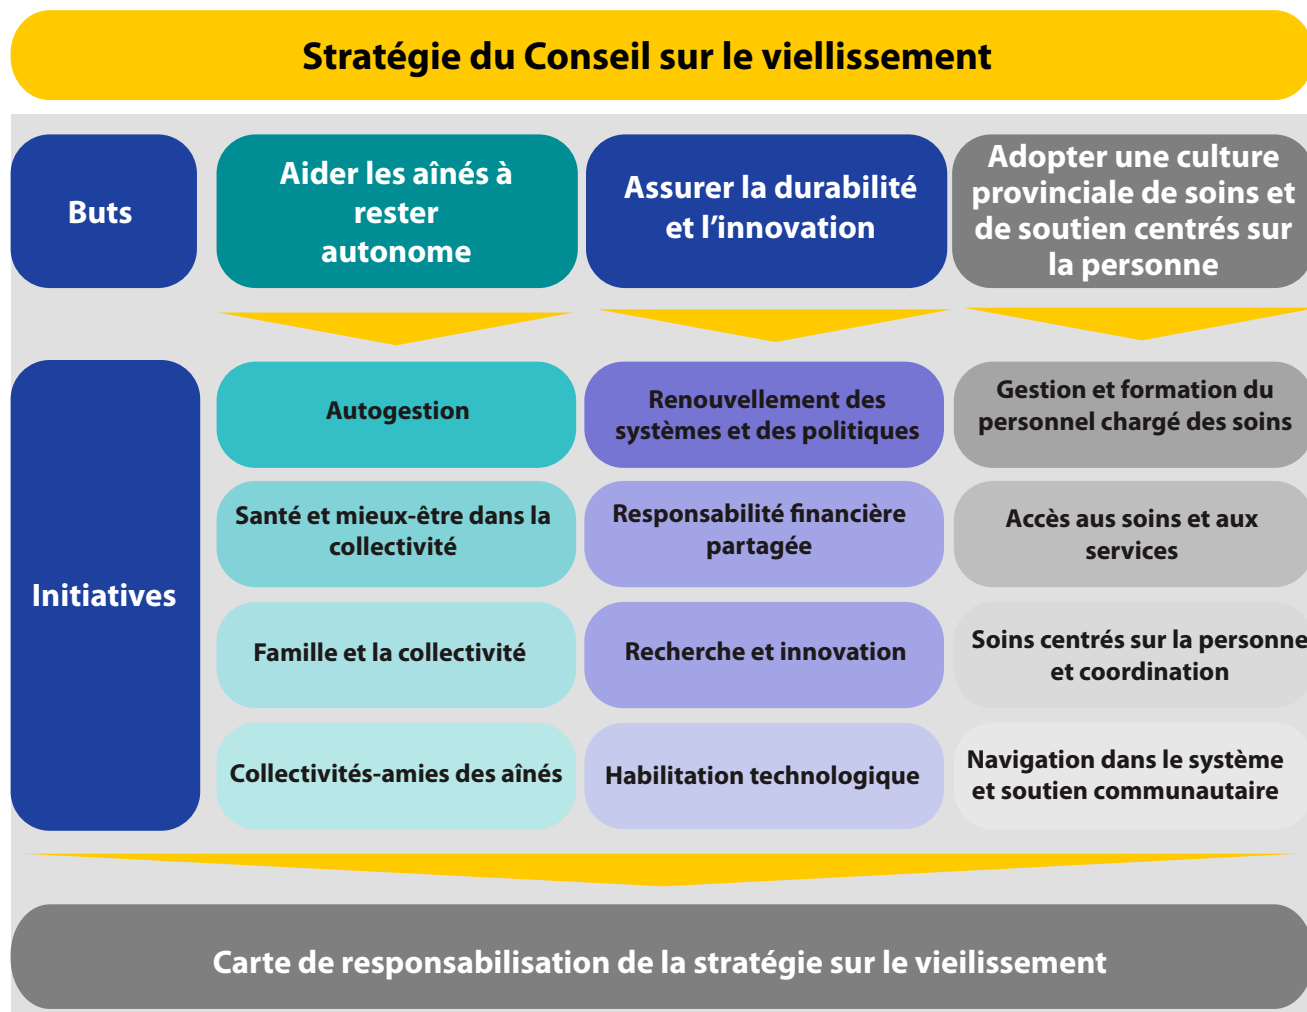 Stratégie du Conseil sur le viellissement
Buts
Aider les aînés à
rester
autonome
Assurer la durabilité
et l'innovation
Adopter une culture
provinciale de soins et
de soutien centrés sur
la personne
Initiatives
Autogestion
Renouvellement des
systèmes et des politiques
Gestion et formation du
personnel chargé des soins
Santé et mieux-être dans la
collectivité
Responsabilité financière
partagée
Accès aus soins et aux
services
Famille et la collectivité
Recherche et innovation
Soins centrés sur la personne
et coordination
Collectivités-amies des aînés
Habilitation technologique
Navigation dans le système
et soutien communautaire
Carte de responsabilisation de la stratégie sur le vieilissement